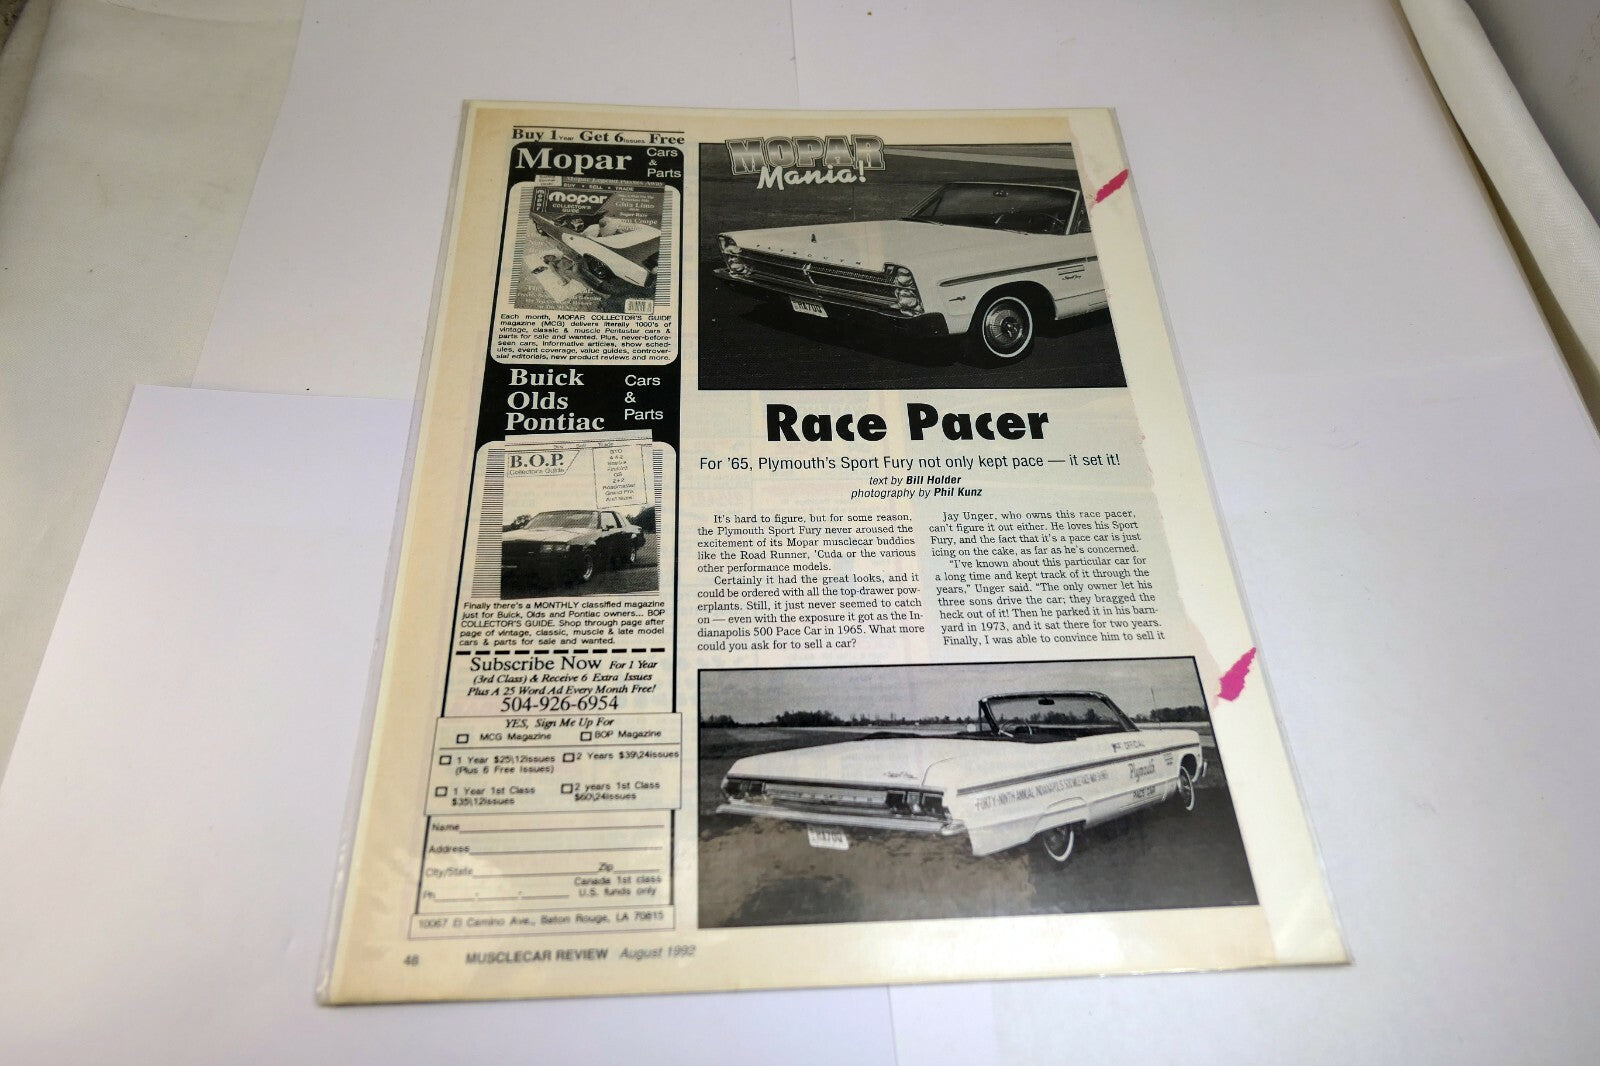 Buy 1 Year Get 6 Issues Free
Mopar Cars
&
Parts
Mopar Legend Passes Away
BUY • SELL • TRADE
mopar
COLLECTOR'S
GUIDE
Each month, MOPAR COLLECTOR'S GUIDE
magazine (MCG) delivers literally 1000's of
vintage, classic & muscle Pentastar cars &
parts for sale and wanted. Plus, never-before-
seen cars, informative articles, show sched-
ules, event coverage, value guides, controver-
sial editorials, new product reviews and more.
Buick
Olds
Pontiac
Cars
&
Parts
B.O.P.
Collector's Guide
Finally there's a MONTHLY classified magazine
just for Buick, Olds and Pontiac owners... BOP
COLLECTOR'S GUIDE. Shop through page after
page of vintage, classic, muscle & late model
cars & parts for sale and wanted.
Subscribe Now For 1 Year
(3rd Class) & Receive 6 Extra Issues
Plus A 25 Word Ad Every Month Free!
504-926-6954
YES, Sign Me Up For
MCG Magazine BOP Magazine
1 Year $25\12issues 2 Years $39\24issues
(Plus 6 Free Issues)
1 Year 1st Class 2 years 1st Class
$35\12issues $60\24issues
Name
Address
City/State Zip
Canada 1st class
Ph U.S. funds only
10067 El Camino Ave., Baton Rouge, LA 70815
48 MUSCLECAR REVIEW August 1992
MOPAR
Mania!
PLYMOUTH
Race Pacer
For '65, Plymouth's Sport Fury not only kept pace — it set it!
text by Bill Holder
photography by Phil Kunz
It's hard to figure, but for some reason,
the Plymouth Sport Fury never aroused the
excitement of its Mopar musclecar buddies
like the Road Runner, 'Cuda or the various
other performance models.
Certainly it had the great looks, and it
could be ordered with all the top-drawer pow-
erplants. Still, it just never seemed to catch
on — even with the exposure it got as the In-
dianapolis 500 Pace Car in 1965. What more
could you ask for to sell a car?
Jay Unger, who owns this race pacer,
can't figure it out either. He loves his Sport
Fury, and the fact that it's a pace car is just
icing on the cake, as far as he's concerned.
"I've known about this particular car for
a long time and kept track of it through the
years," Unger said. "The only owner let his
three sons drive the car; they bragged the
heck out of it! Then he parked it in his barn-
yard in 1973, and it sat there for two years.
Finally, I was able to convince him to sell it
OFFICIAL
Plymouth
PACE CAR